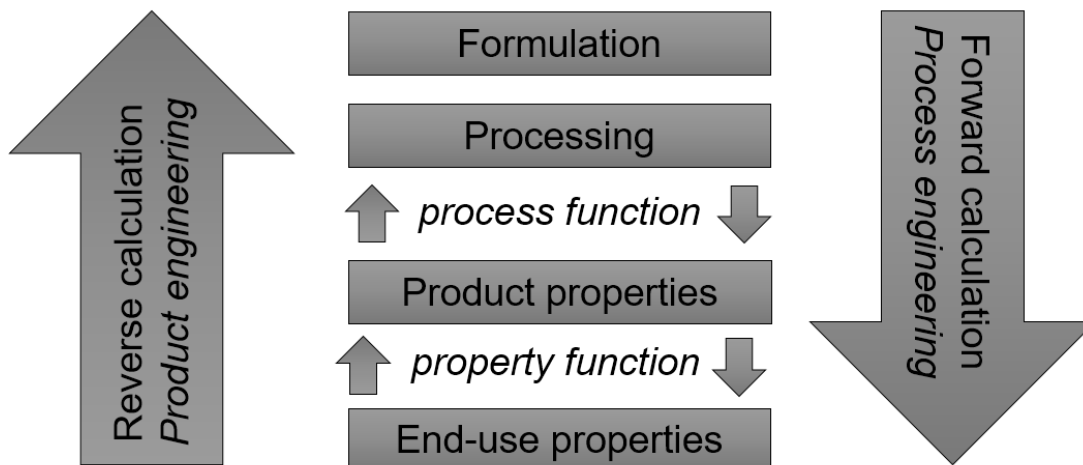 Reverse calculation
Product engineering
Formulation
Processing
process function
Product properties
property function
End-use properties
Forward calculation
Process engineering